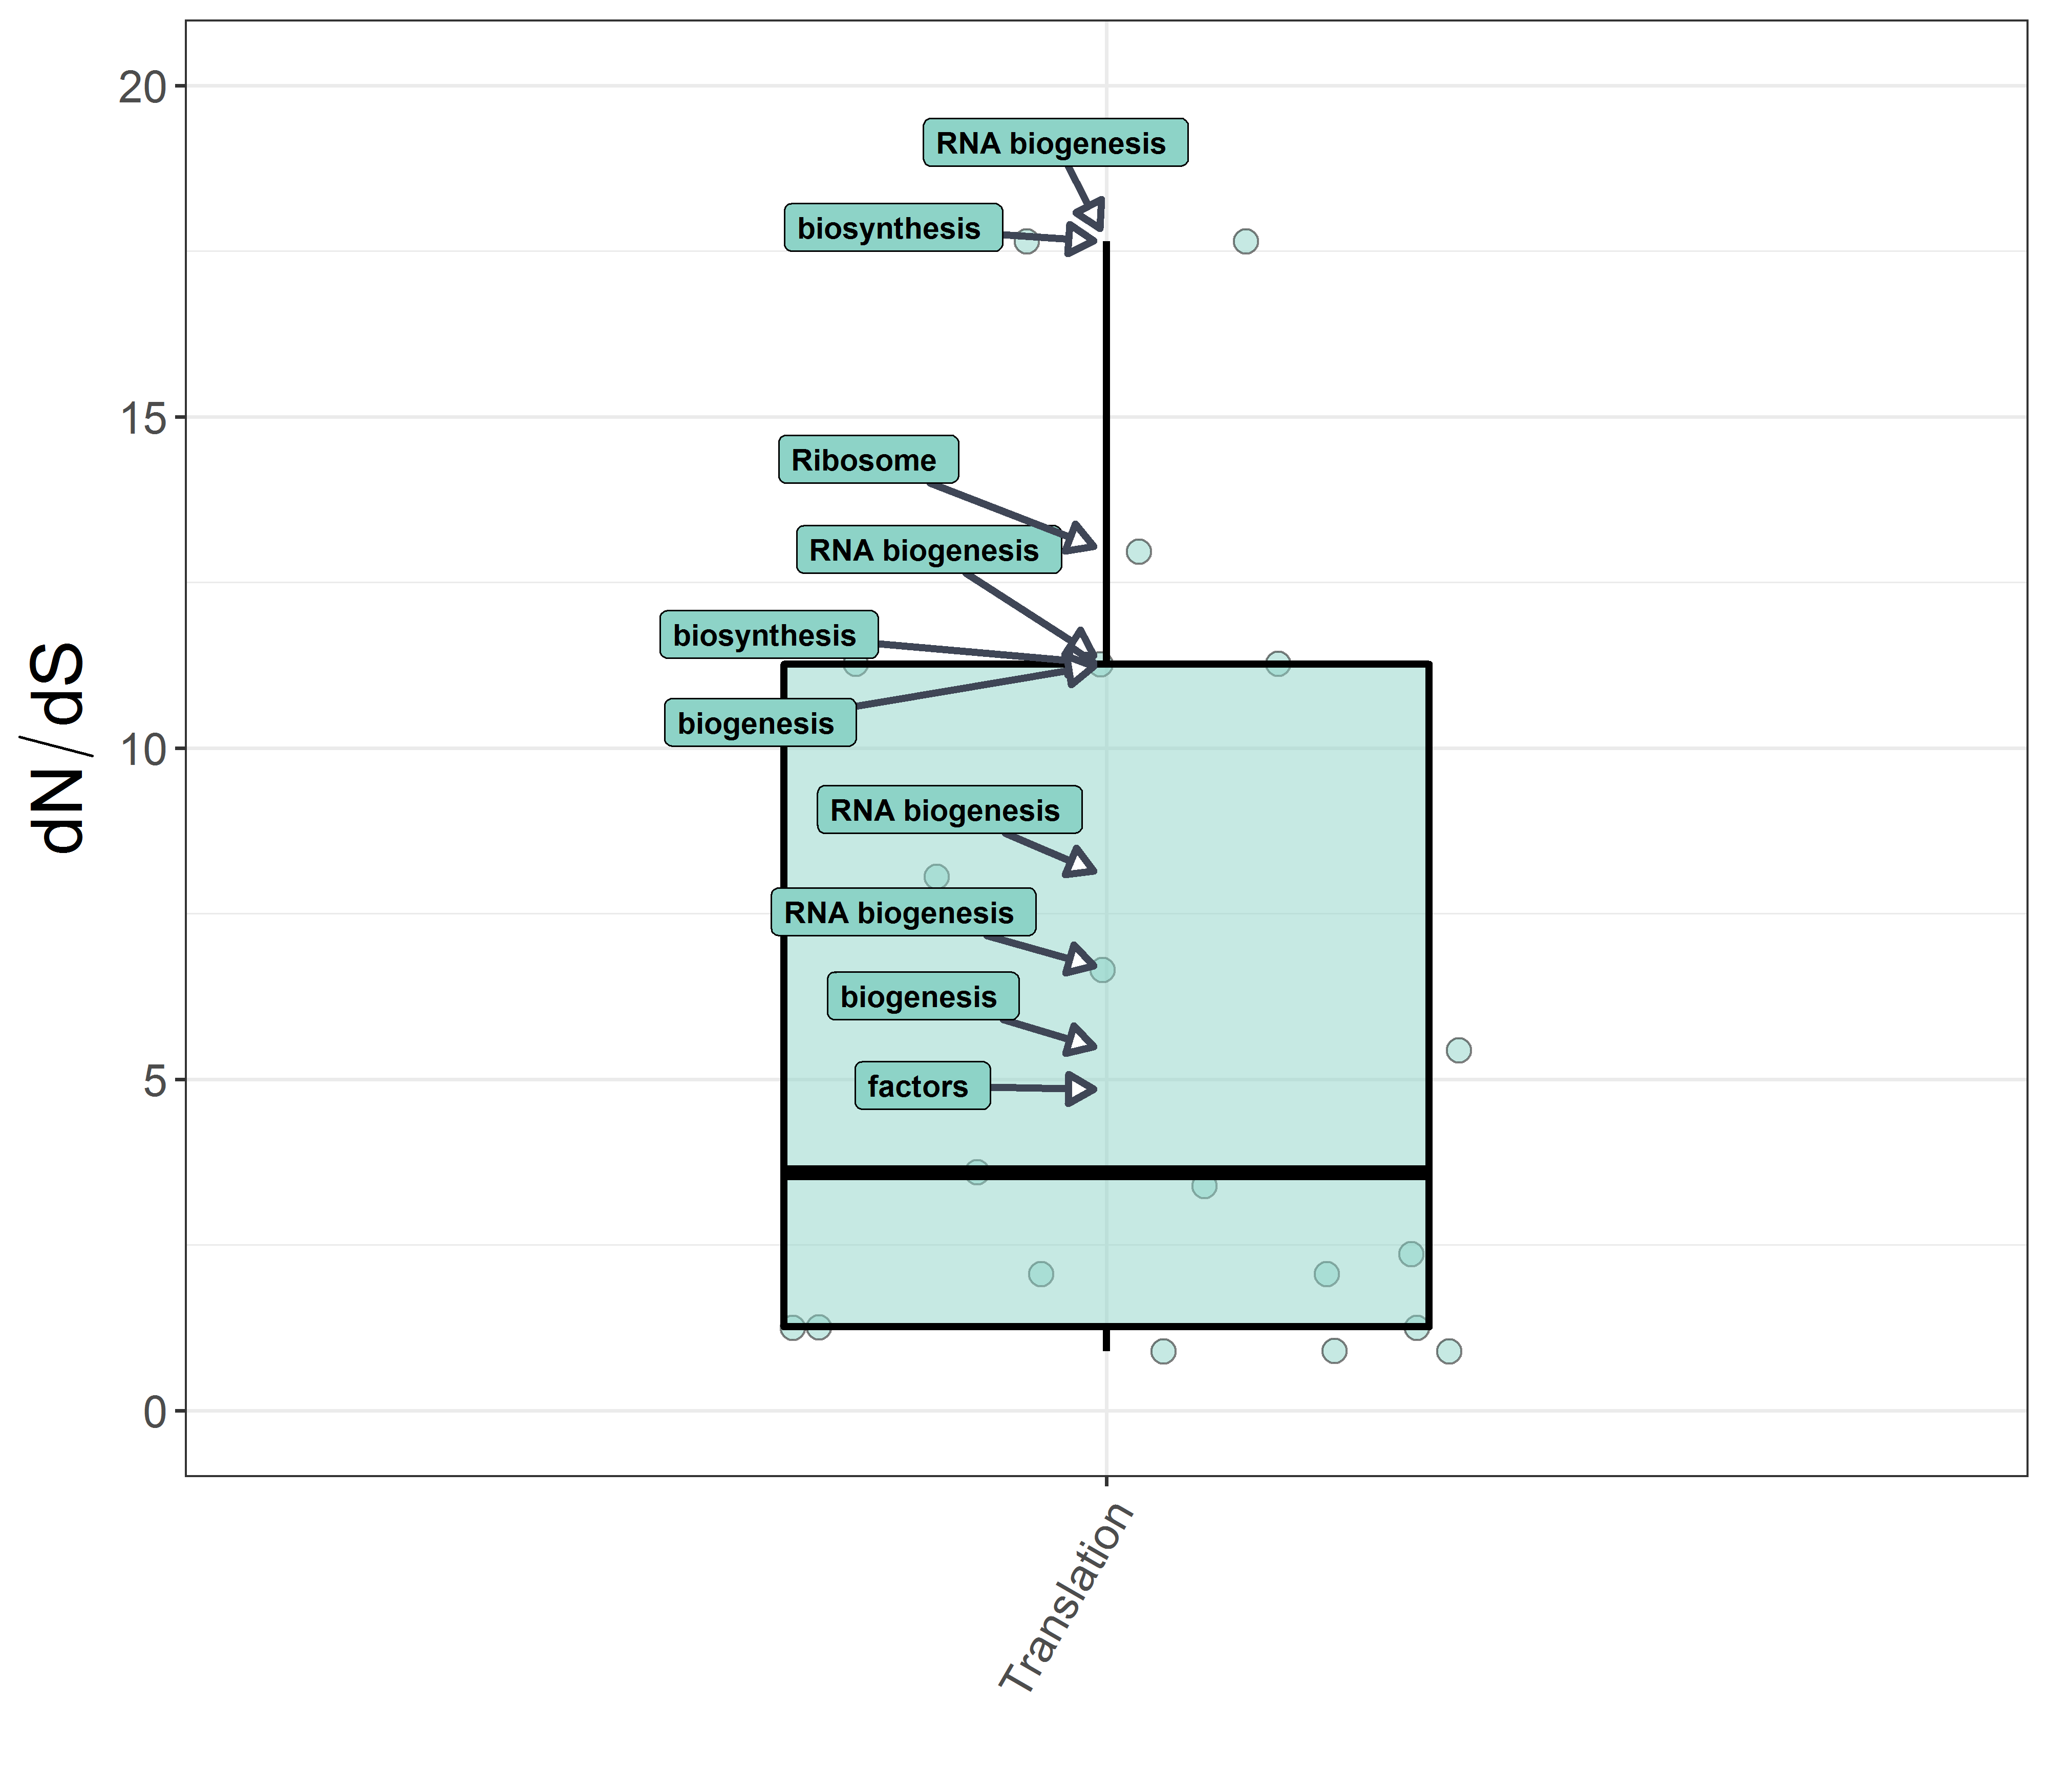 dN / dS
20
15
10
5
0
RNA biogenesis
biosynthesis
Ribosome
RNA biogenesis
biosynthesis
biogenesis
RNA biogenesis
RNA biogenesis
biogenesis
factors
Translation